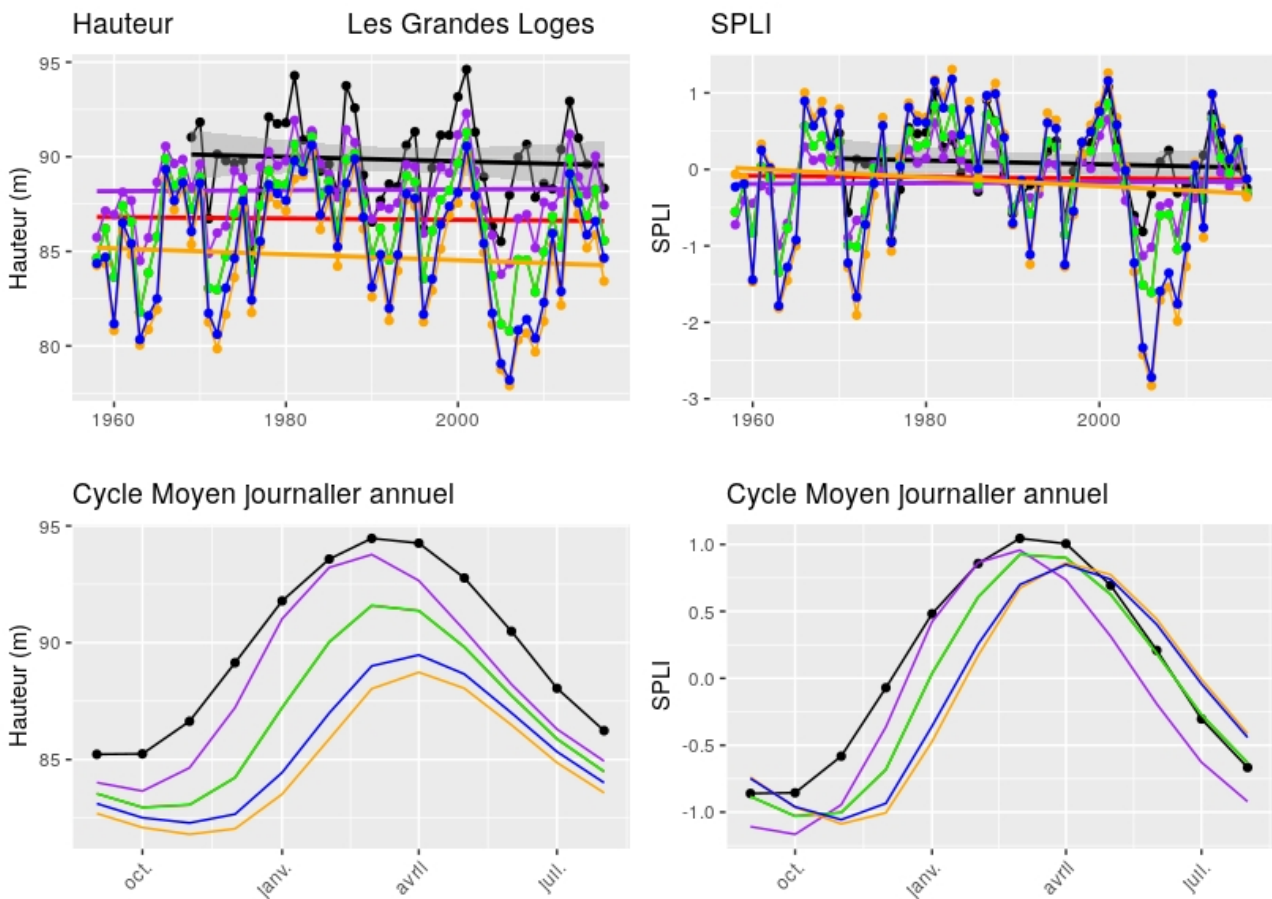 Hauteur Les Grandes Loges SPLI
95
90
85
80
Hauteur (m)
1960 1980 2000
1
0
-1
-2
-3
SPLI
1960 1980 2000
Cycle Moyen journalier annuel
Cycle Moyen journalier annuel
95
90
85
Hauteur (m)
oct. janv. avril juil.
1.0
0.5
0.0
-0.5
-1.0
SPLI
oct. janv. avril juil.